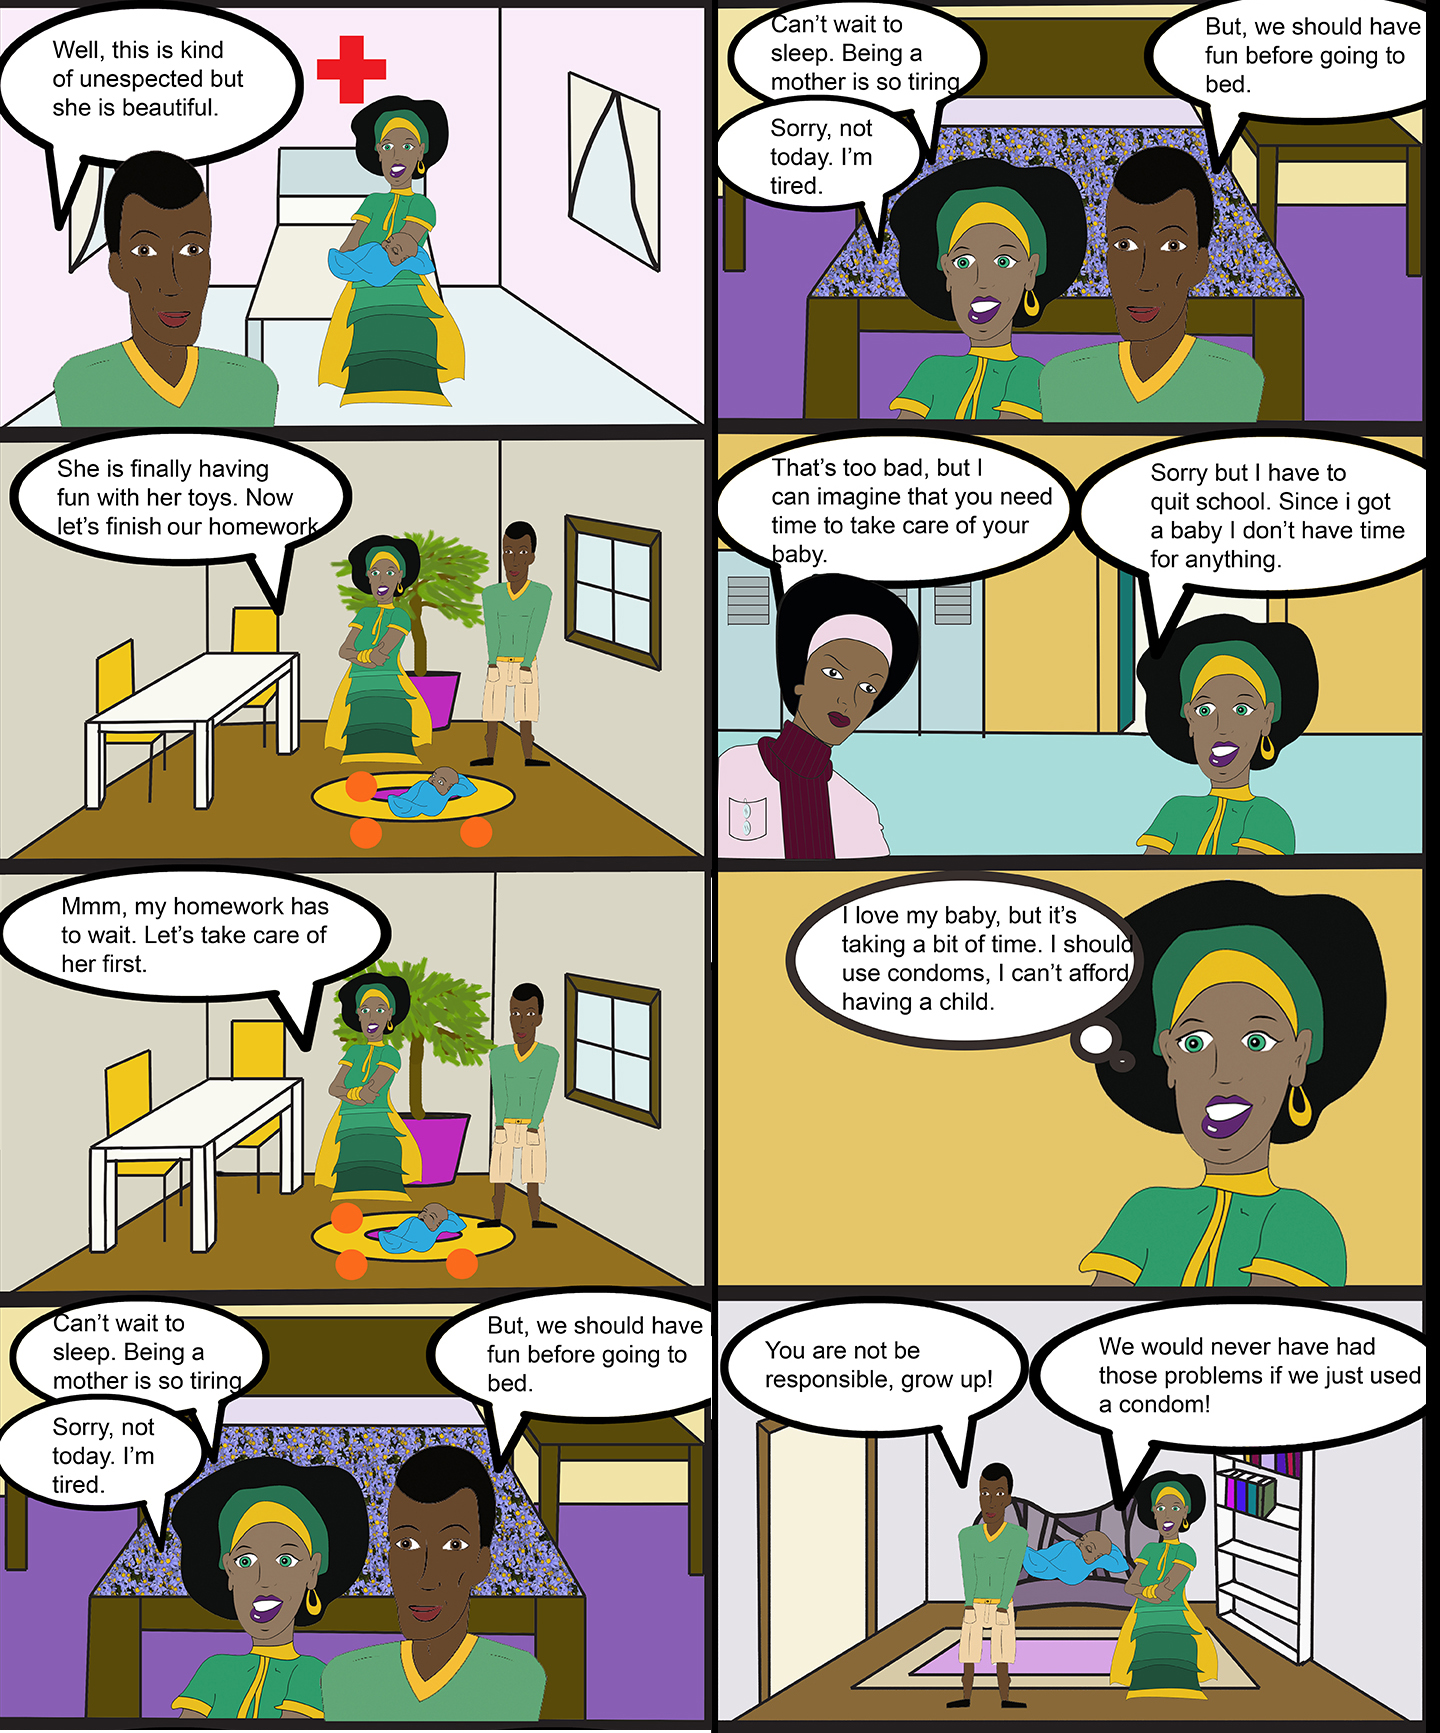 Well, this is kind
of unespected but
she is beautiful.
She is finally having
fun with her toys. Now
let's finish our homework
Mmm, my homework has
to wait. Let's take care of
her first.
Can't wait to
sleep. Being a
mother is so tiring
But, we should have
fun before going to
bed.
Sorry, not
today. I'm
tired.
Can't wait to
sleep. Being a
mother is so tiring
But, we should have
fun before going to
bed.
Sorry, not
today. I'm
tired.
That's too bad, but I
can imagine that you need
time to take care of your
baby.
Sorry but I have to
quit school. Since i got
a baby I don't have time
for anything.
I love my baby, but it's
taking a bit of time. I should
use condoms, I can't afford
having a child.
You are not be
responsible, grow up!
We would never have had
those problems if we just used
a condom!